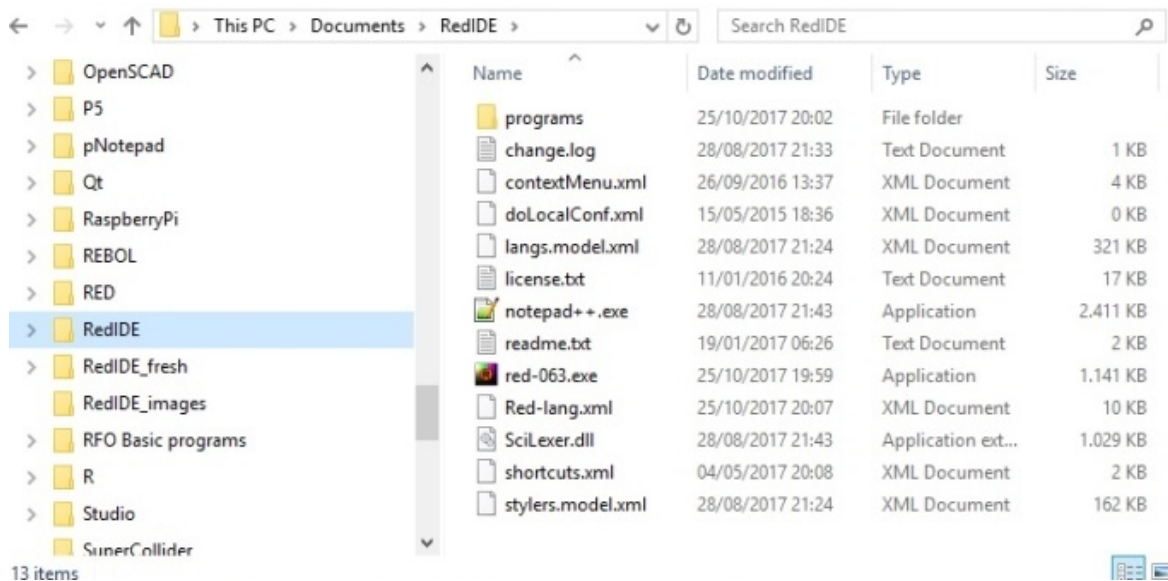 This PC > Documents > RedIDE >
Search RedIDE
OpenSCAD
P5
pNotepad
Qt
RaspberryPi
REBOL
RED
RedIDE
RedIDE_fresh
RedIDE_images
RFO Basic programs
R
Studio
SuperCollider
Name Date modified Type Size
programs 25/10/2017 20:02 File folder
change.log 28/08/2017 21:33 Text Document 1 KB
contextMenu.xml 26/09/2016 13:37 XML Document 4 KB
doLocalConf.xml 15/05/2015 18:36 XML Document 0 KB
langs.model.xml 28/08/2017 21:24 XML Document 321 KB
license.txt 11/01/2016 20:24 Text Document 17 KB
notepad++.exe 28/08/2017 21:43 Application 2.411 KB
readme.txt 19/01/2017 06:26 Text Document 2 KB
red-063.exe 25/10/2017 19:59 Application 1.141 KB
Red-lang.xml 25/10/2017 20:07 XML Document 10 KB
SciLexer.dll 28/08/2017 21:43 Application ext... 1.029 KB
shortcuts.xml 04/05/2017 20:08 XML Document 2 KB
stylers.model.xml 28/08/2017 21:24 XML Document 162 KB
13 items